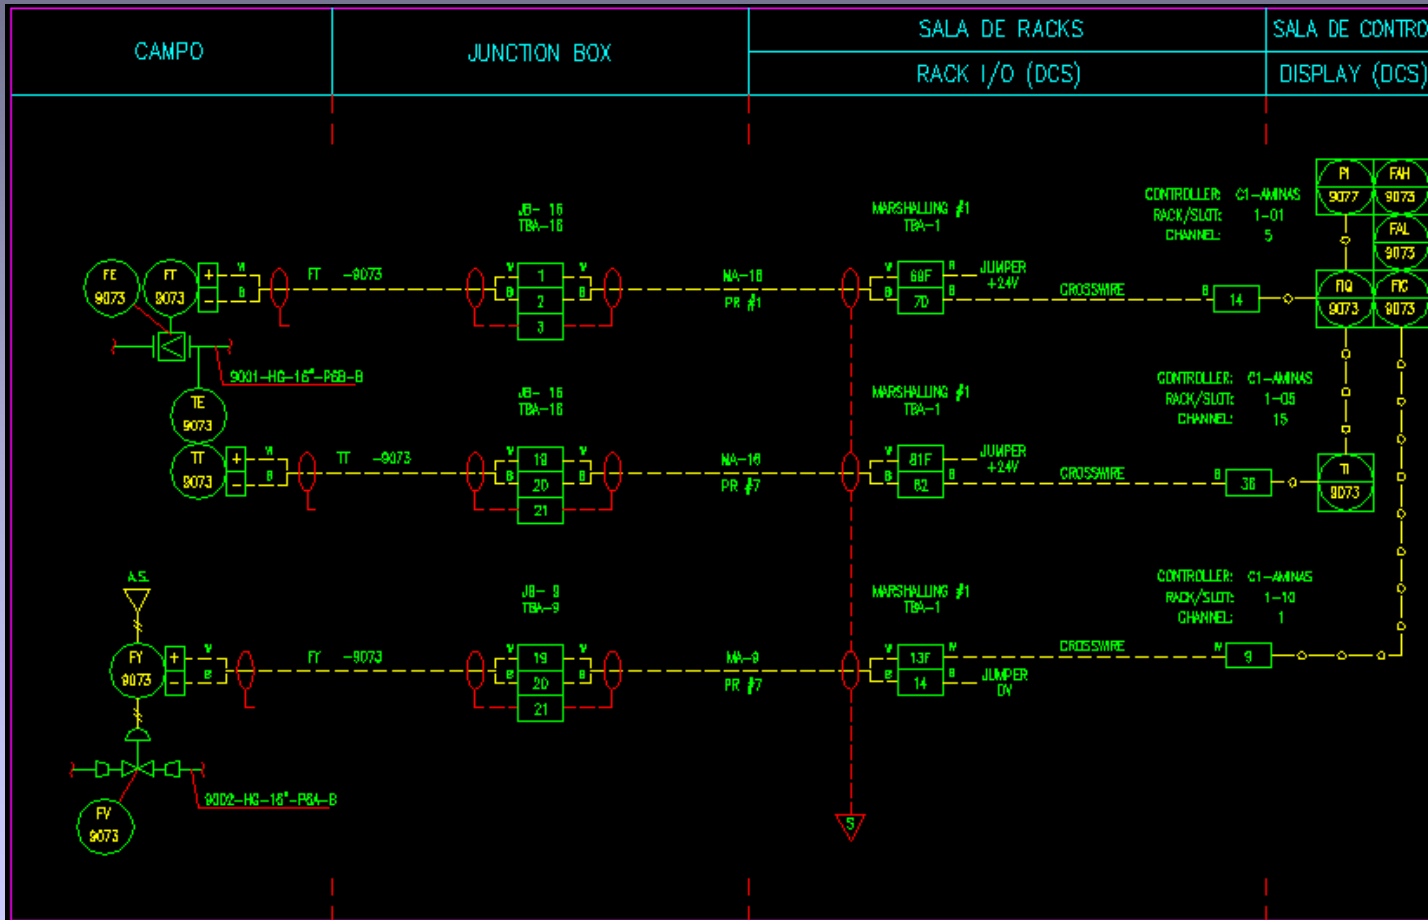 CAMPO
JUNCTION BOX
SALA DE RACKS
RACK I/O (DCS)
SALA DE CONTRO
DISPLAY (DCS)
JB- 16
TBA-16
MARSHALLING #1
TBA-1
CONTROLLER: C1-AMINAS
RACK/SLOT: 1-01
CHANNEL: 5
PI
9077
FAH
9073
FAL
9073
FE
9073
FT
9073
+
-
W
B
FT -9073
W
B
1
2
3
W
B
MA-16
PR #1
W
B
69F
70
B
B
JUMPER
+24V
CROSSWIRE
B
14
FIQ
9073
FIC
9073
9001-HG-16"-P6B-B
TE
9073
JB- 16
TBA-16
MARSHALLING #1
TBA-1
CONTROLLER: C1-AMINAS
RACK/SLOT: 1-05
CHANNEL: 15
TT
9073
+
-
W
B
TT -9073
W
B
19
20
21
W
B
MA-16
PR #7
W
B
81F
82
B
B
JUMPER
+24V
CROSSWIRE
B
36
TI
9073
A.S.
JB- 9
TBA-9
MARSHALLING #1
TBA-1
CONTROLLER: C1-AMINAS
RACK/SLOT: 1-10
CHANNEL: 1
FY
9073
+
-
W
B
FY -9073
W
B
19
20
21
W
B
MA-9
PR #7
W
B
13F
14
W
B
JUMPER
0V
CROSSWIRE
W
9
9002-HG-16"-P6A-B
FV
9073
S